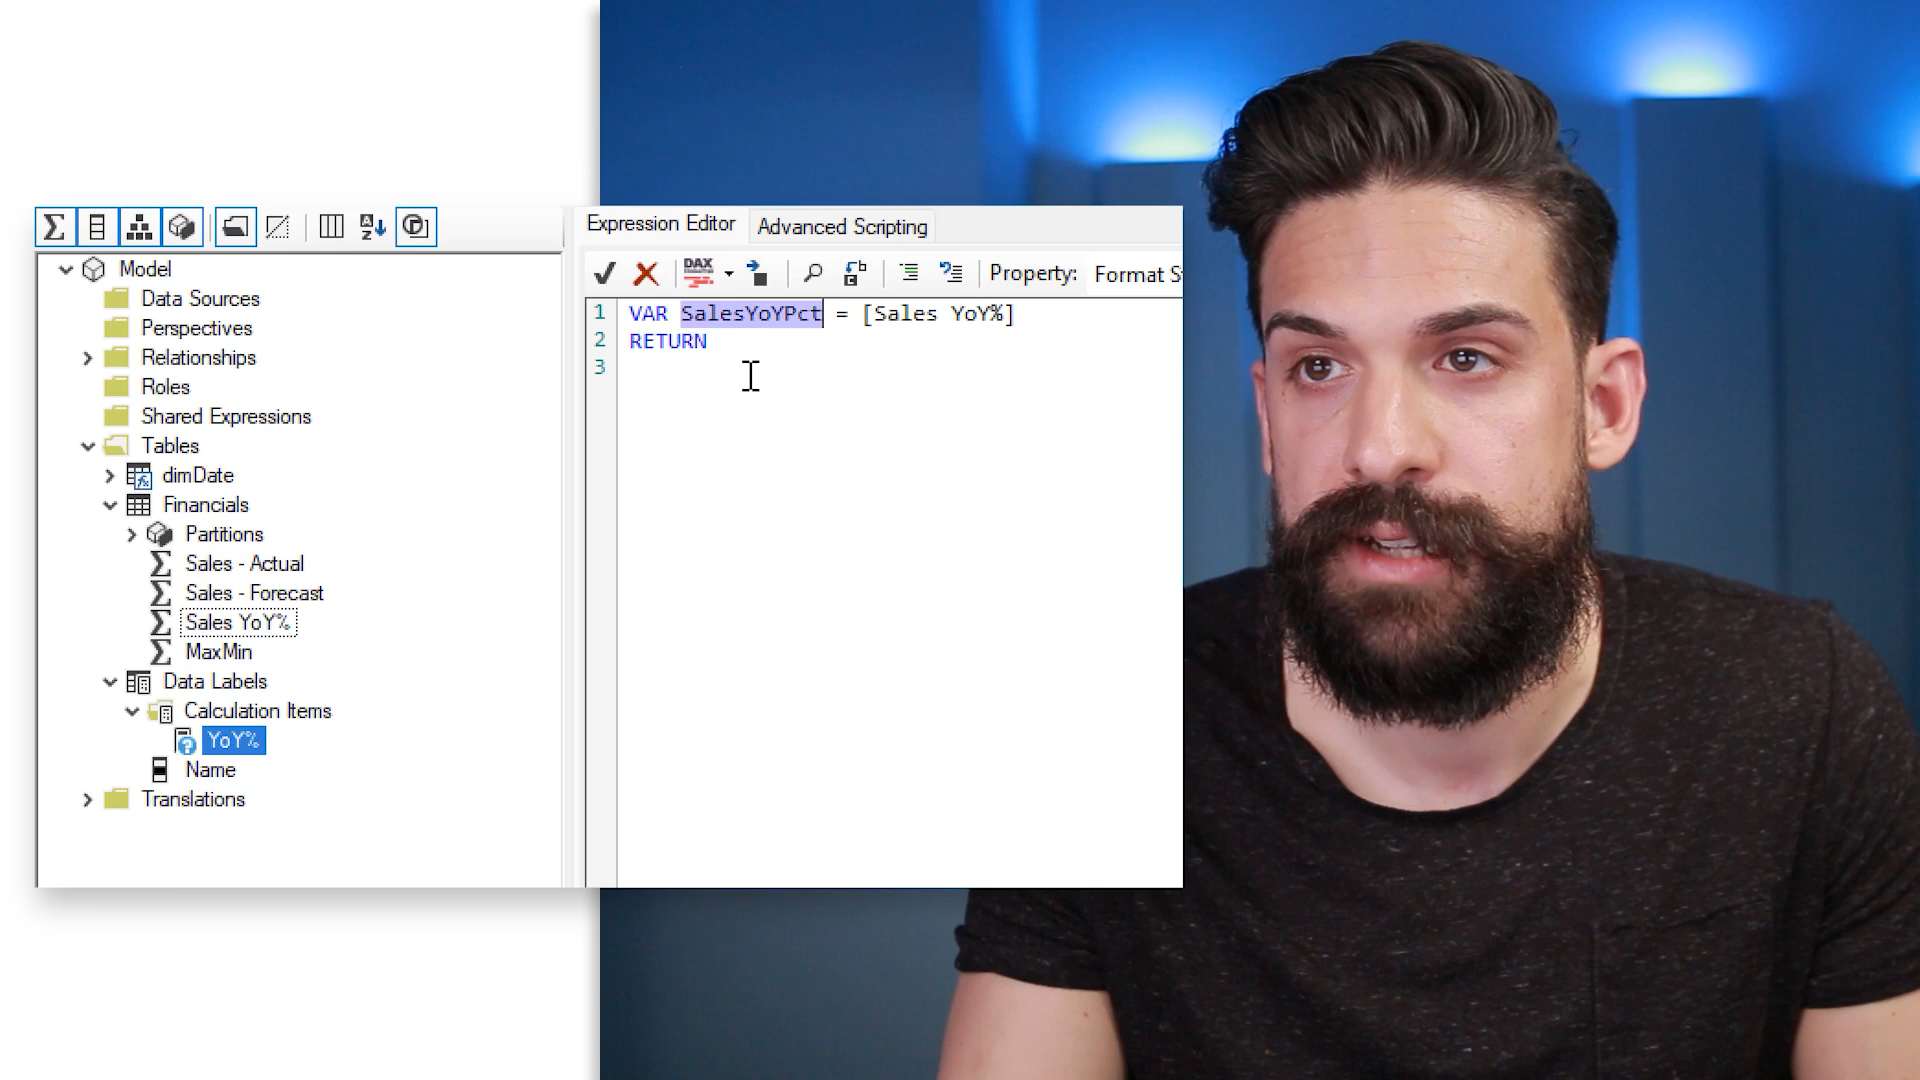 Model
Data Sources
Perspectives
Relationships
Roles
Shared Expressions
Tables
dimDate
Financials
Partitions
Sales - Actual
Sales - Forecast
Sales YoY%
MaxMin
Data Labels
Calculation Items
YoY%
Name
Translations
Expression Editor
Advanced Scripting
DAX
Property:
Format S
1 VAR SalesYoYPct = [Sales YoY%]
2 RETURN
3